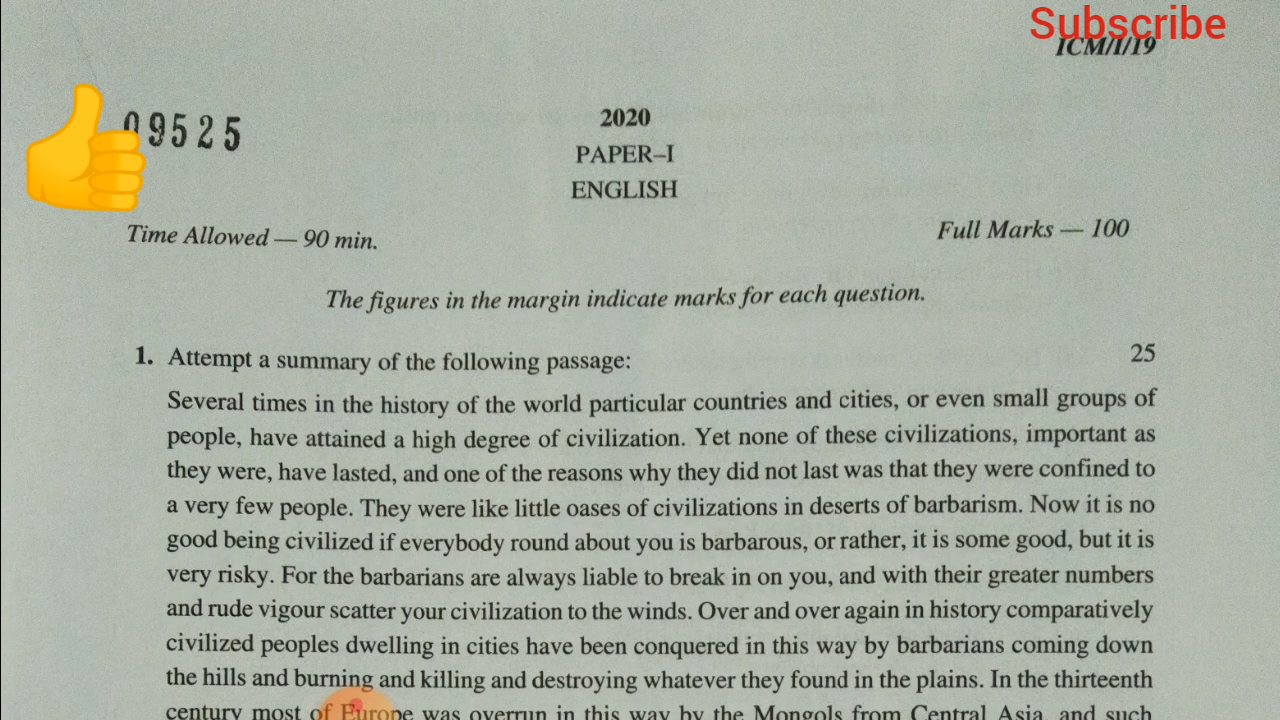 Subscribe
ICM/I/19
09525
2020
PAPER–I
ENGLISH
Time Allowed — 90 min.
Full Marks — 100
The figures in the margin indicate marks for each question.
1. Attempt a summary of the following passage: 25
Several times in the history of the world particular countries and cities, or even small groups of
people, have attained a high degree of civilization. Yet none of these civilizations, important as
they were, have lasted, and one of the reasons why they did not last was that they were confined to
a very few people. They were like little oases of civilizations in deserts of barbarism. Now it is no
good being civilized if everybody round about you is barbarous, or rather, it is some good, but it is
very risky. For the barbarians are always liable to break in on you, and with their greater numbers
and rude vigour scatter your civilization to the winds. Over and over again in history comparatively
civilized peoples dwelling in cities have been conquered in this way by barbarians coming down
the hills and burning and killing and destroying whatever they found in the plains. In the thirteenth
century most of Europe was overrun in this way by the Mongols from Central Asia, and such